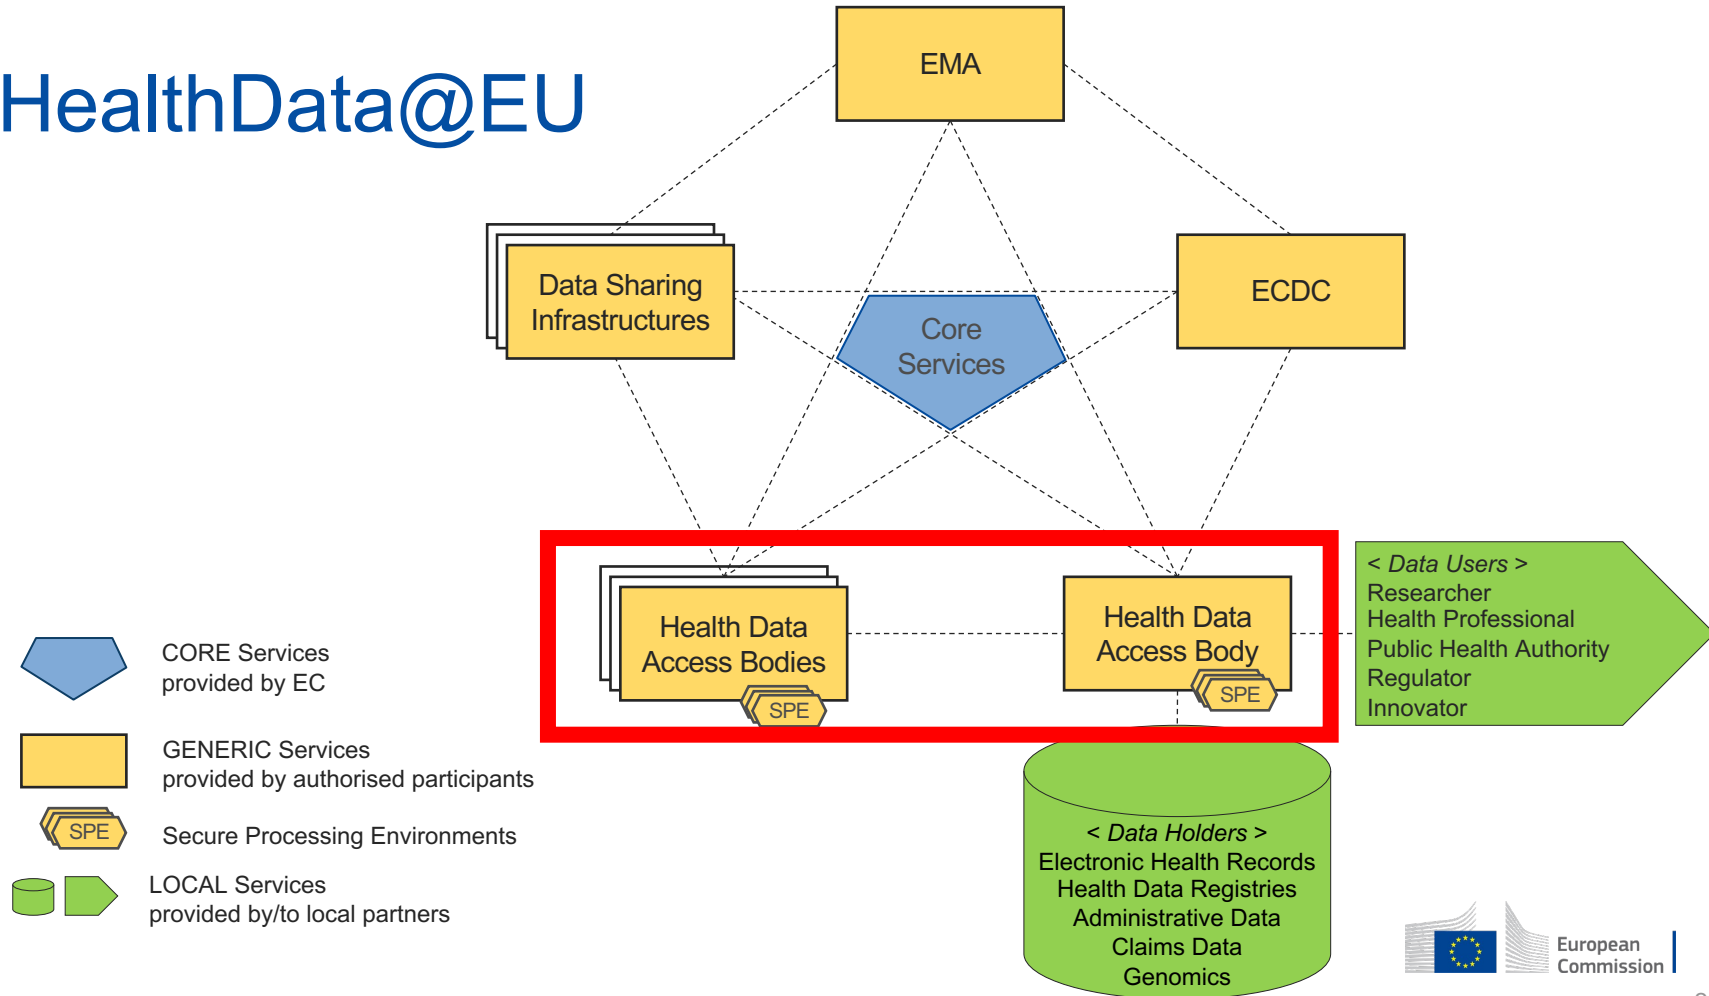 HealthData@EU
EMA
Data Sharing
Infrastructures
ECDC
Core
Services
Health Data
Access Bodies
SPE
Health Data
Access Body
SPE
< Data Users >
Researcher
Health Professional
Public Health Authority
Regulator
Innovator
< Data Holders >
Electronic Health Records
Health Data Registries
Administrative Data
Claims Data
Genomics
CORE Services
provided by EC
GENERIC Services
provided by authorised participants
SPE
Secure Processing Environments
LOCAL Services
provided by/to local partners
European
Commission